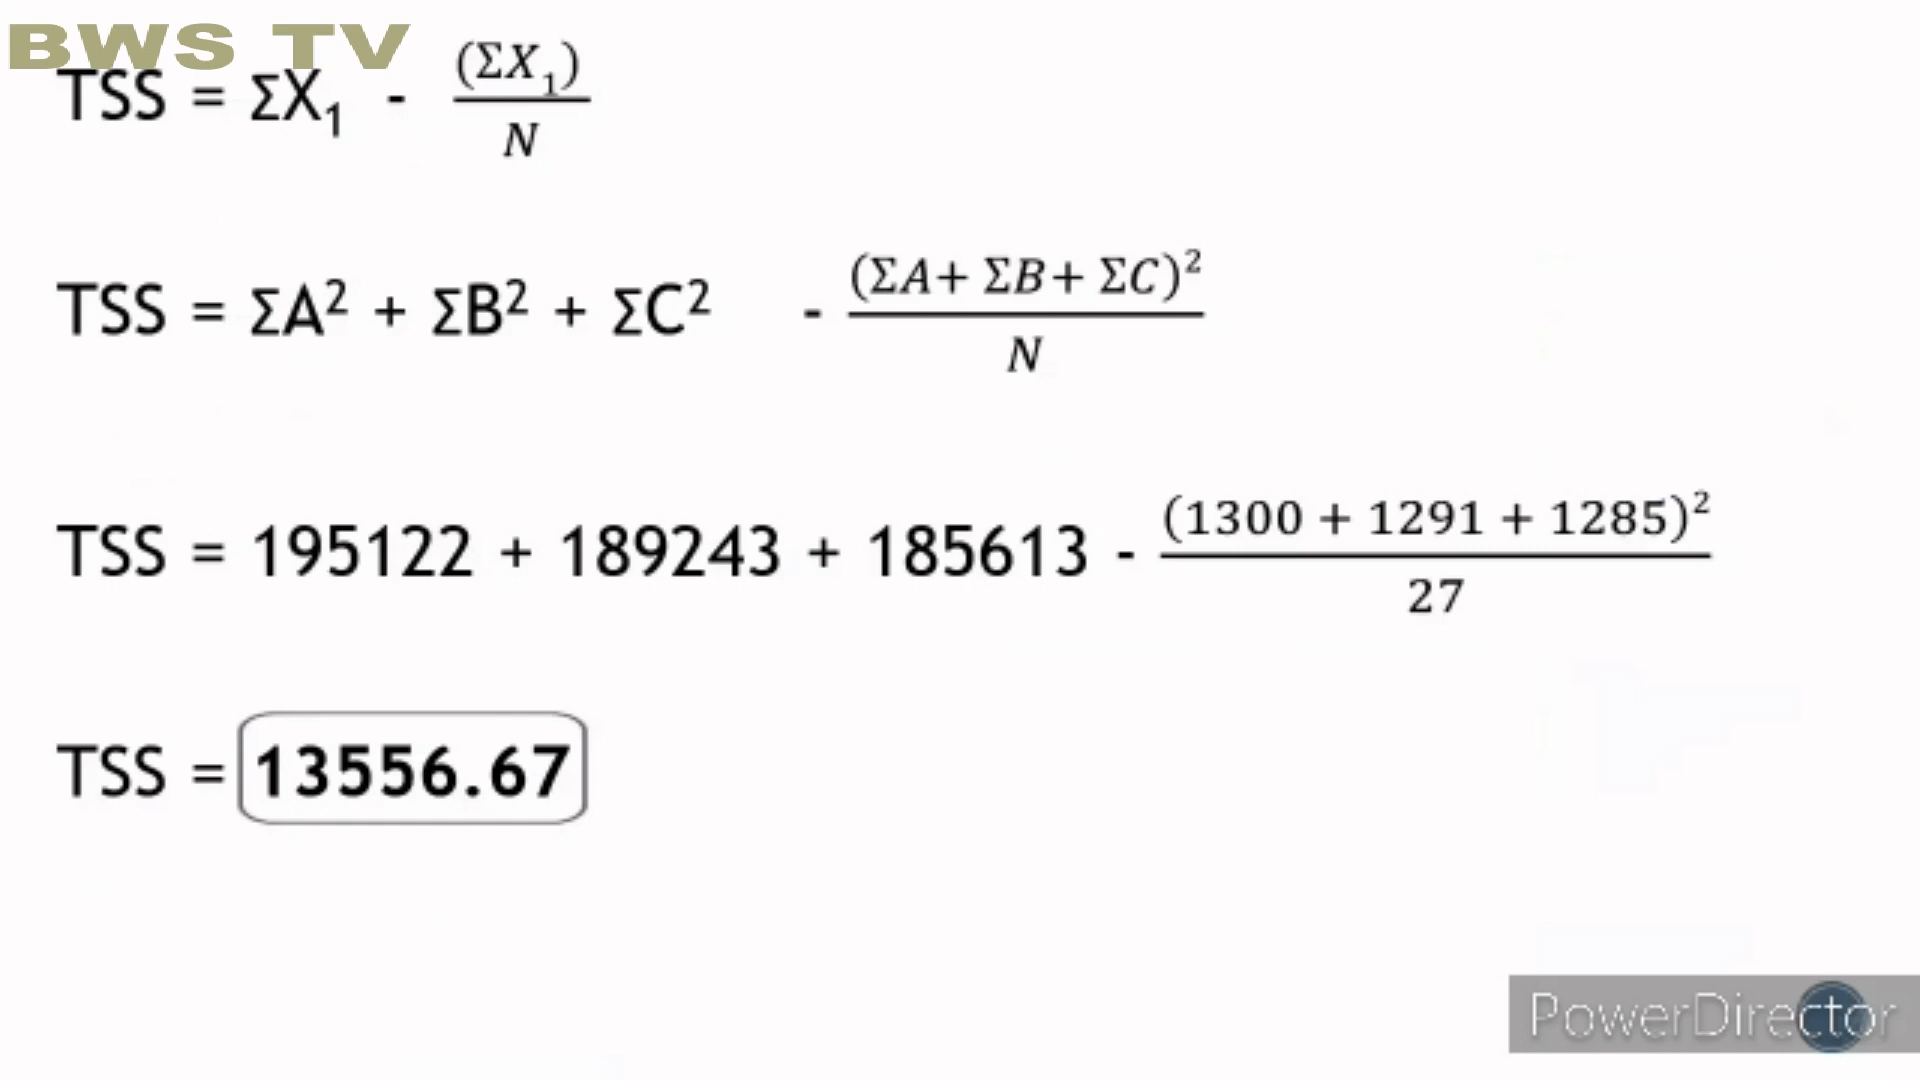 BWS TV
TSS = ΣX₁ - (ΣX₁)/N
TSS = ΣA² + ΣB² + ΣC² - (ΣA+ ΣB+ ΣC)²/N
TSS = 195122 + 189243 + 185613 - (1300 + 1291 + 1285)²/27
TSS = 13556.67
PowerDirector